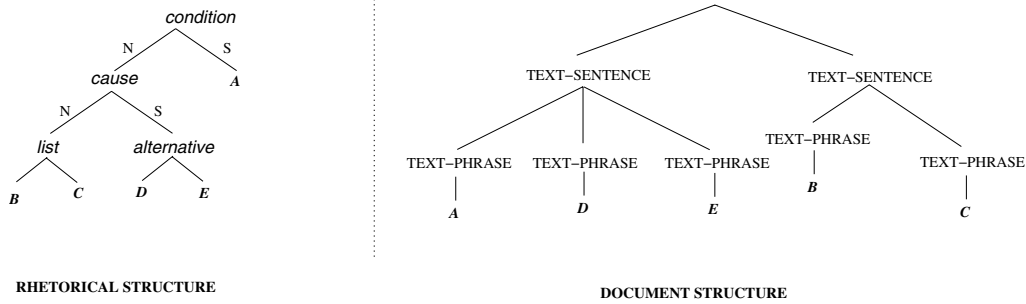 condition
N S
cause
A
N S
list alternative
B C D E
RHETORICAL STRUCTURE
TEXT–SENTENCE TEXT–SENTENCE
TEXT–PHRASE
TEXT–PHRASE TEXT–PHRASE TEXT–PHRASE TEXT–PHRASE
B
A D E C
DOCUMENT STRUCTURE